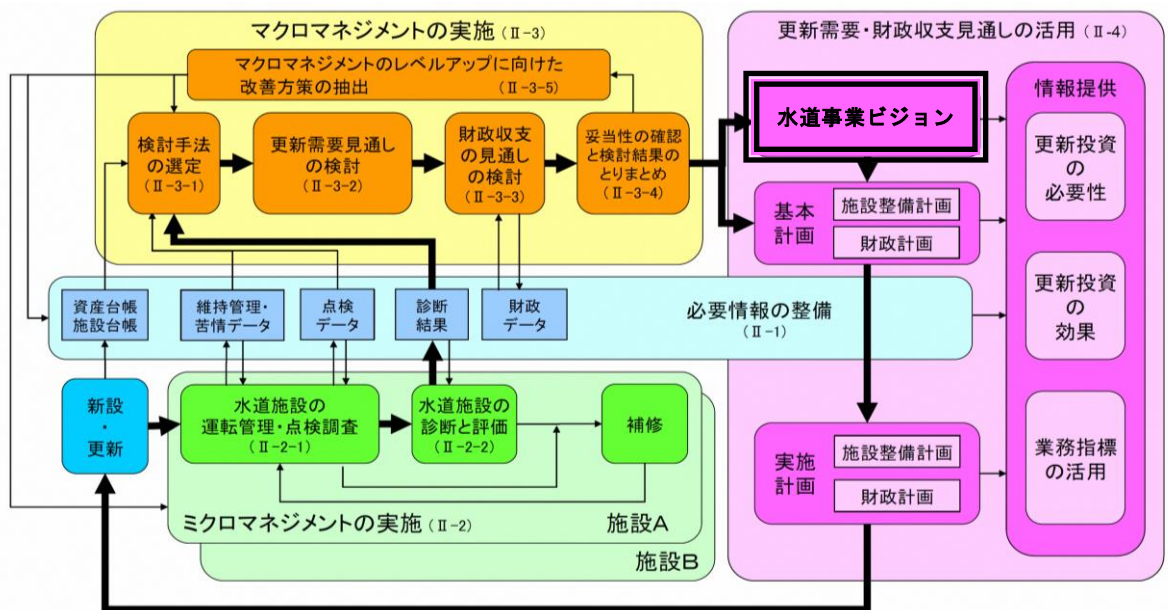 マクロマネジメントの実施(Ⅱ-3)
マクロマネジメントのレベルアップに向けた
改善方策の抽出 (Ⅱ-3-5)
検討手法
の選定
(Ⅱ-3-1)
更新需要見通し
の検討
(Ⅱ-3-2)
財政収支
の見通し
の検討
(Ⅱ-3-3)
妥当性の確認
と検討結果の
とりまとめ
(Ⅱ-3-4)
更新需要・財政収支見通しの活用(Ⅱ-4)
水道事業ビジョン
基本
計画
施設整備計画
財政計画
実施
計画
施設整備計画
財政計画
情報提供
更新投資
の
必要性
更新投資
の
効果
業務指標
の活用
資産台帳
施設台帳
維持管理・
苦情データ
点検
データ
診断
結果
財政
データ
必要情報の整備
(Ⅱ-1)
新設
・
更新
水道施設の
運転管理・点検調査
(Ⅱ-2-1)
水道施設の
診断と評価
(Ⅱ-2-2)
補修
ミクロマネジメントの実施(Ⅱ-2)
施設A
施設B